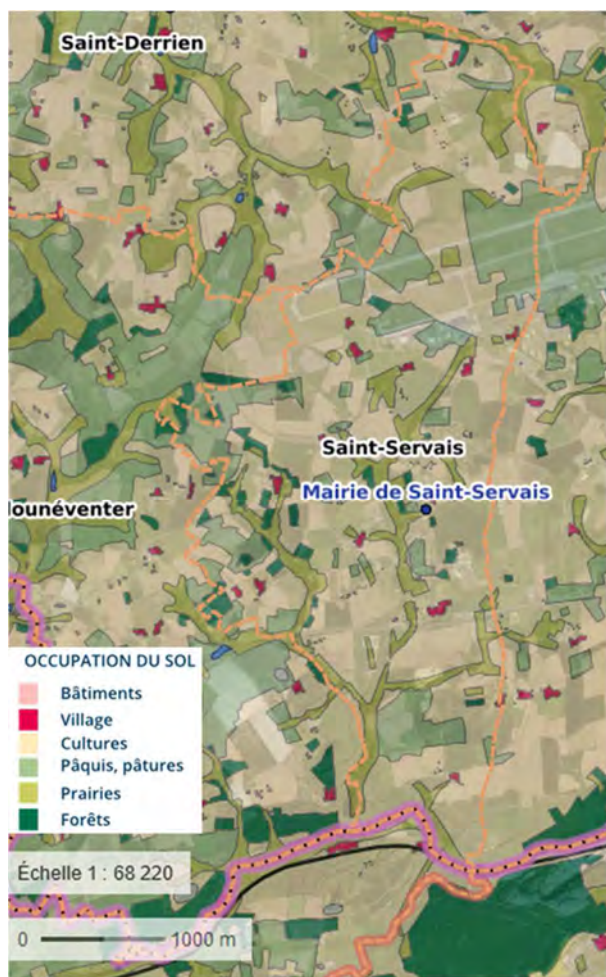 Saint-Derrien
Saint-Servais
Mairie de Saint-Servais
lounéventer
OCCUPATION DU SOL
Bâtiments
Village
Cultures
Pâquis, pâtures
Prairies
Forêts
Échelle 1 : 68 220
0 1000 m